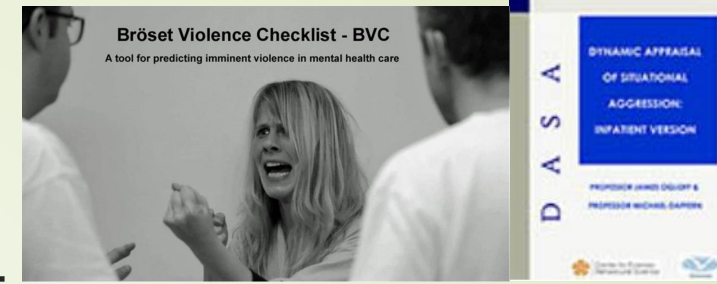 Bröset Violence Checklist - BVC
A tool for predicting imminent violence in mental health care
DASA
DYNAMIC APPRAISAL
OF SITUATIONAL
AGGRESSION:
INPATIENT VERSION
PROFESSOR JAMES OGLOFF &
PROFESSOR MICHAEL DAFFERN